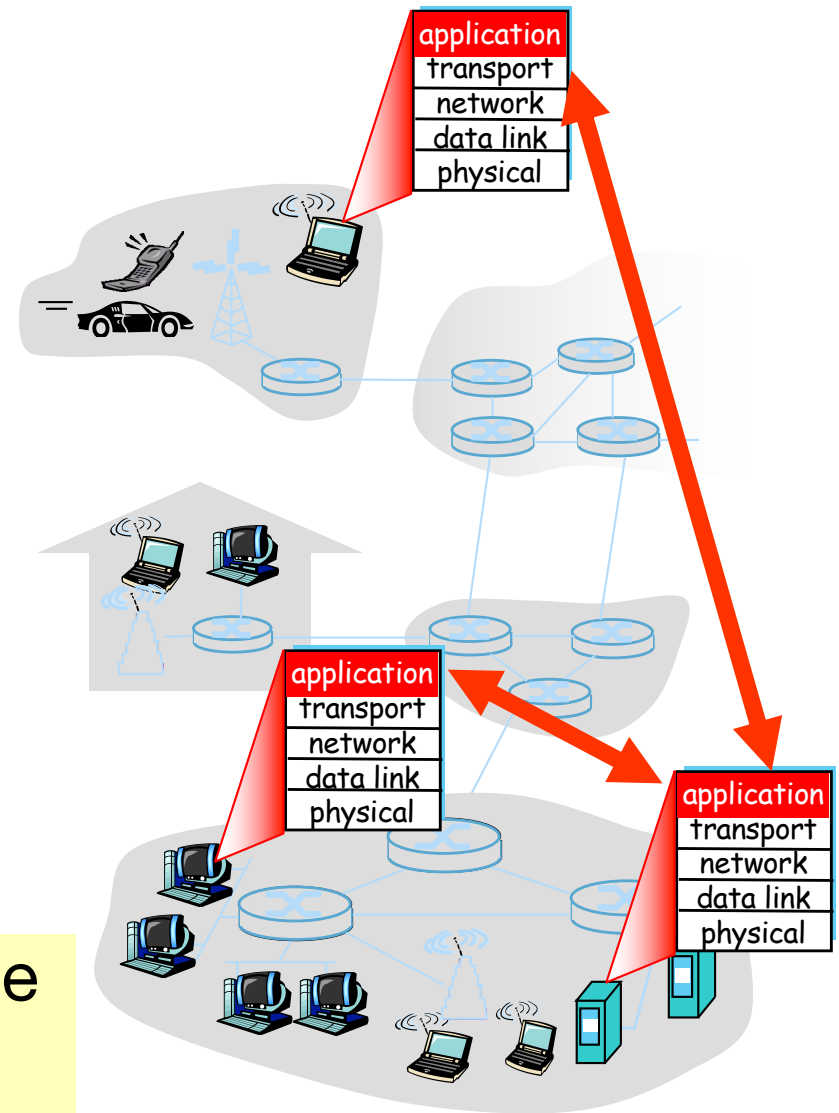 application
transport
network
data link
physical
application
transport
network
data link
physical
application
transport
network
data link
physical
e